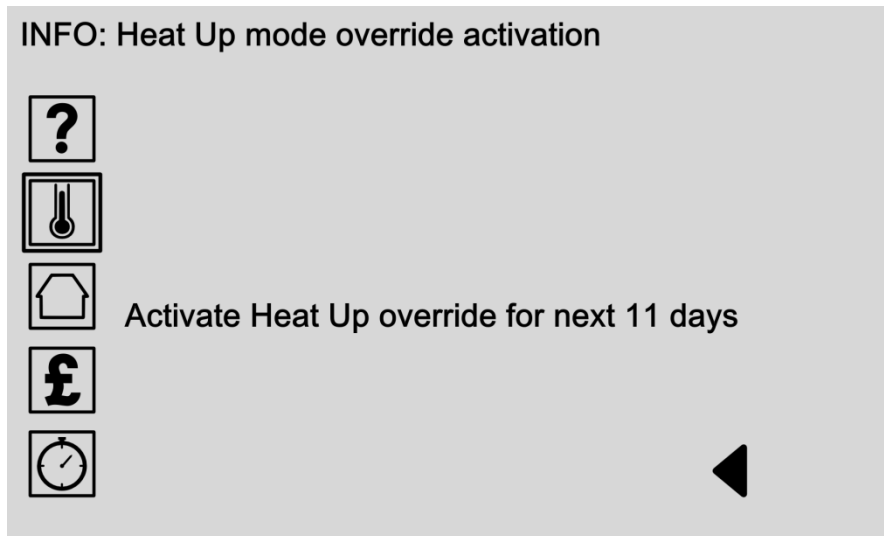 INFO: Heat Up mode override activation
?
Activate Heat Up override for next 11 days
£